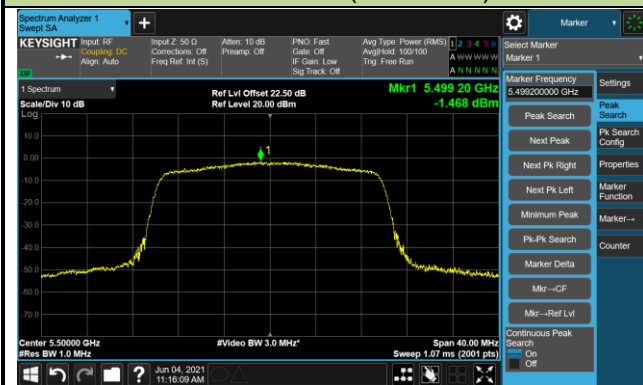 Spectrum Analyzer 1
Swept SA
Marker
KEYSIGHT
Input: RF
Coupling: DC
Align: Auto
Input Z: 50 Ω
Corrections: Off
Freq Ref: Int (S)
Atten: 10 dB
Preamp: Off
PNO: Fast
Gate: Off
IF Gain: Low
Sig Track: Off
Avg Type: Power (RMS)
Avg|Hold: 100/100
Trig: Free Run
1 2 3 4 5 6
A W W W W W
A N N N N N
LXI
Select Marker
Marker 1
1 Spectrum
Scale/Div 10 dB
Log
Ref Lvl Offset 22.50 dB
Ref Level 20.00 dBm
Mkr1 5.499 20 GHz
-1.468 dBm
10.0
0.00
-10.0
-20.0
-30.0
-40.0
-50.0
-60.0
-70.0
1
Center 5.50000 GHz
#Res BW 1.0 MHz
#Video BW 3.0 MHz*
Span 40.00 MHz
Sweep 1.07 ms (2001 pts)
Marker Frequency
5.499200000 GHz
Peak Search
Next Peak
Next Pk Right
Next Pk Left
Minimum Peak
Pk-Pk Search
Marker Delta
Mkr→CF
Mkr→Ref Lvl
Continuous Peak
Search
On
Off
Settings
Peak
Search
Pk Search
Config
Properties
Marker
Function
Marker→
Counter
Jun 04, 2021
11:16:09 AM